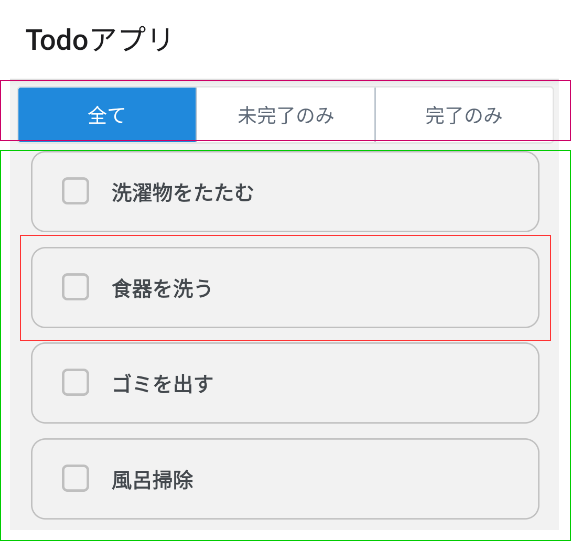 Todoアプリ
全て 未完了のみ 完了のみ
洗濯物をたたむ
食器を洗う
ゴミを出す
風呂掃除